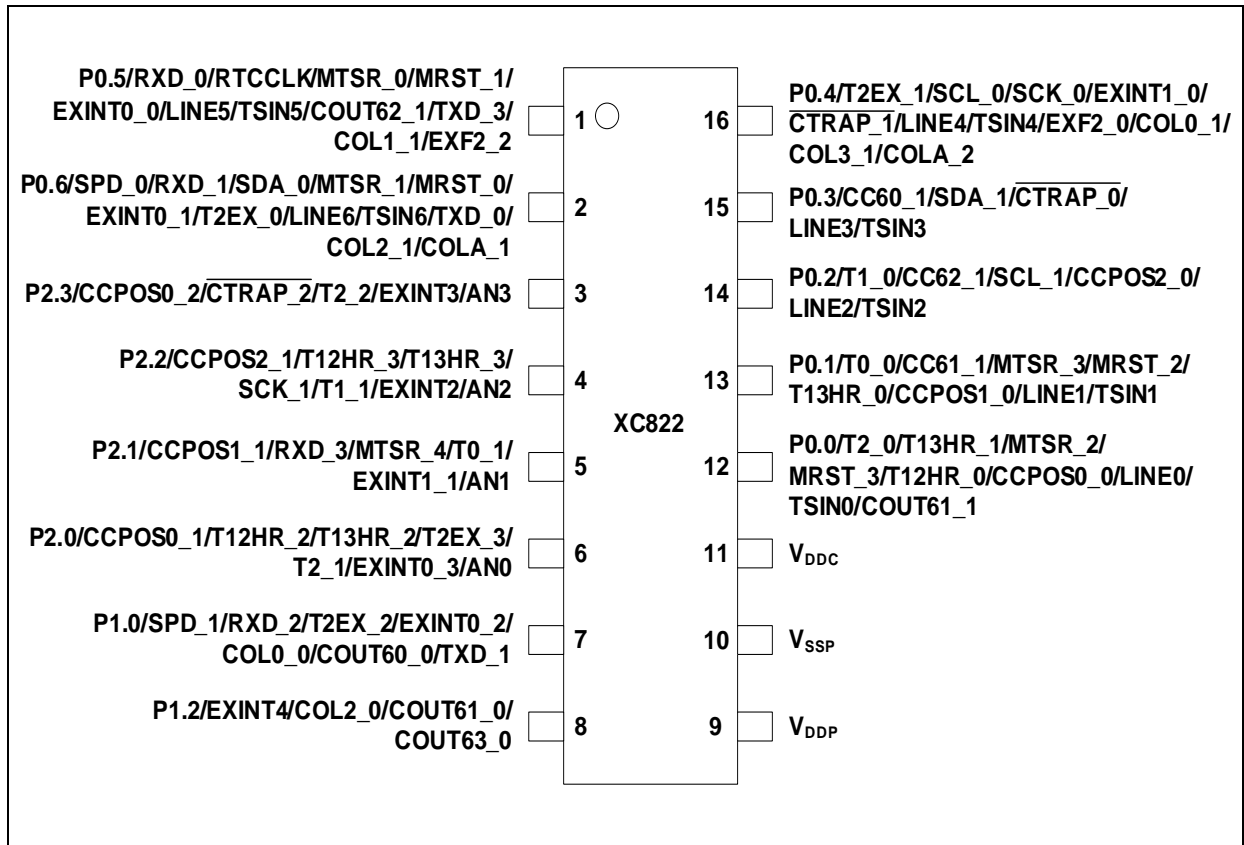 P0.5/RXD_0/RTCCLK/MTSR_0/MRST_1/
EXINT0_0/LINE5/TSIN5/COUT62_1/TXD_3/
COL1_1/EXF2_2
1
P0.6/SPD_0/RXD_1/SDA_0/MTSR_1/MRST_0/
EXINT0_1/T2EX_0/LINE6/TSIN6/TXD_0/
COL2_1/COLA_1
2
P2.3/CCPOS0_2/CTRAP_2/T2_2/EXINT3/AN3
3
P2.2/CCPOS2_1/T12HR_3/T13HR_3/
SCK_1/T1_1/EXINT2/AN2
4
P2.1/CCPOS1_1/RXD_3/MTSR_4/T0_1/
EXINT1_1/AN1
5
P2.0/CCPOS0_1/T12HR_2/T13HR_2/T2EX_3/
T2_1/EXINT0_3/AN0
6
P1.0/SPD_1/RXD_2/T2EX_2/EXINT0_2/
COL0_0/COUT60_0/TXD_1
7
P1.2/EXINT4/COL2_0/COUT61_0/
COUT63_0
8
XC822
16
P0.4/T2EX_1/SCL_0/SCK_0/EXINT1_0/
CTRAP_1/LINE4/TSIN4/EXF2_0/COL0_1/
COL3_1/COLA_2
15
P0.3/CC60_1/SDA_1/CTRAP_0/
LINE3/TSIN3
14
P0.2/T1_0/CC62_1/SCL_1/CCPOS2_0/
LINE2/TSIN2
13
P0.1/T0_0/CC61_1/MTSR_3/MRST_2/
T13HR_0/CCPOS1_0/LINE1/TSIN1
12
P0.0/T2_0/T13HR_1/MTSR_2/
MRST_3/T12HR_0/CCPOS0_0/LINE0/
TSIN0/COUT61_1
11
VDDC
10
VSSP
9
VDDP